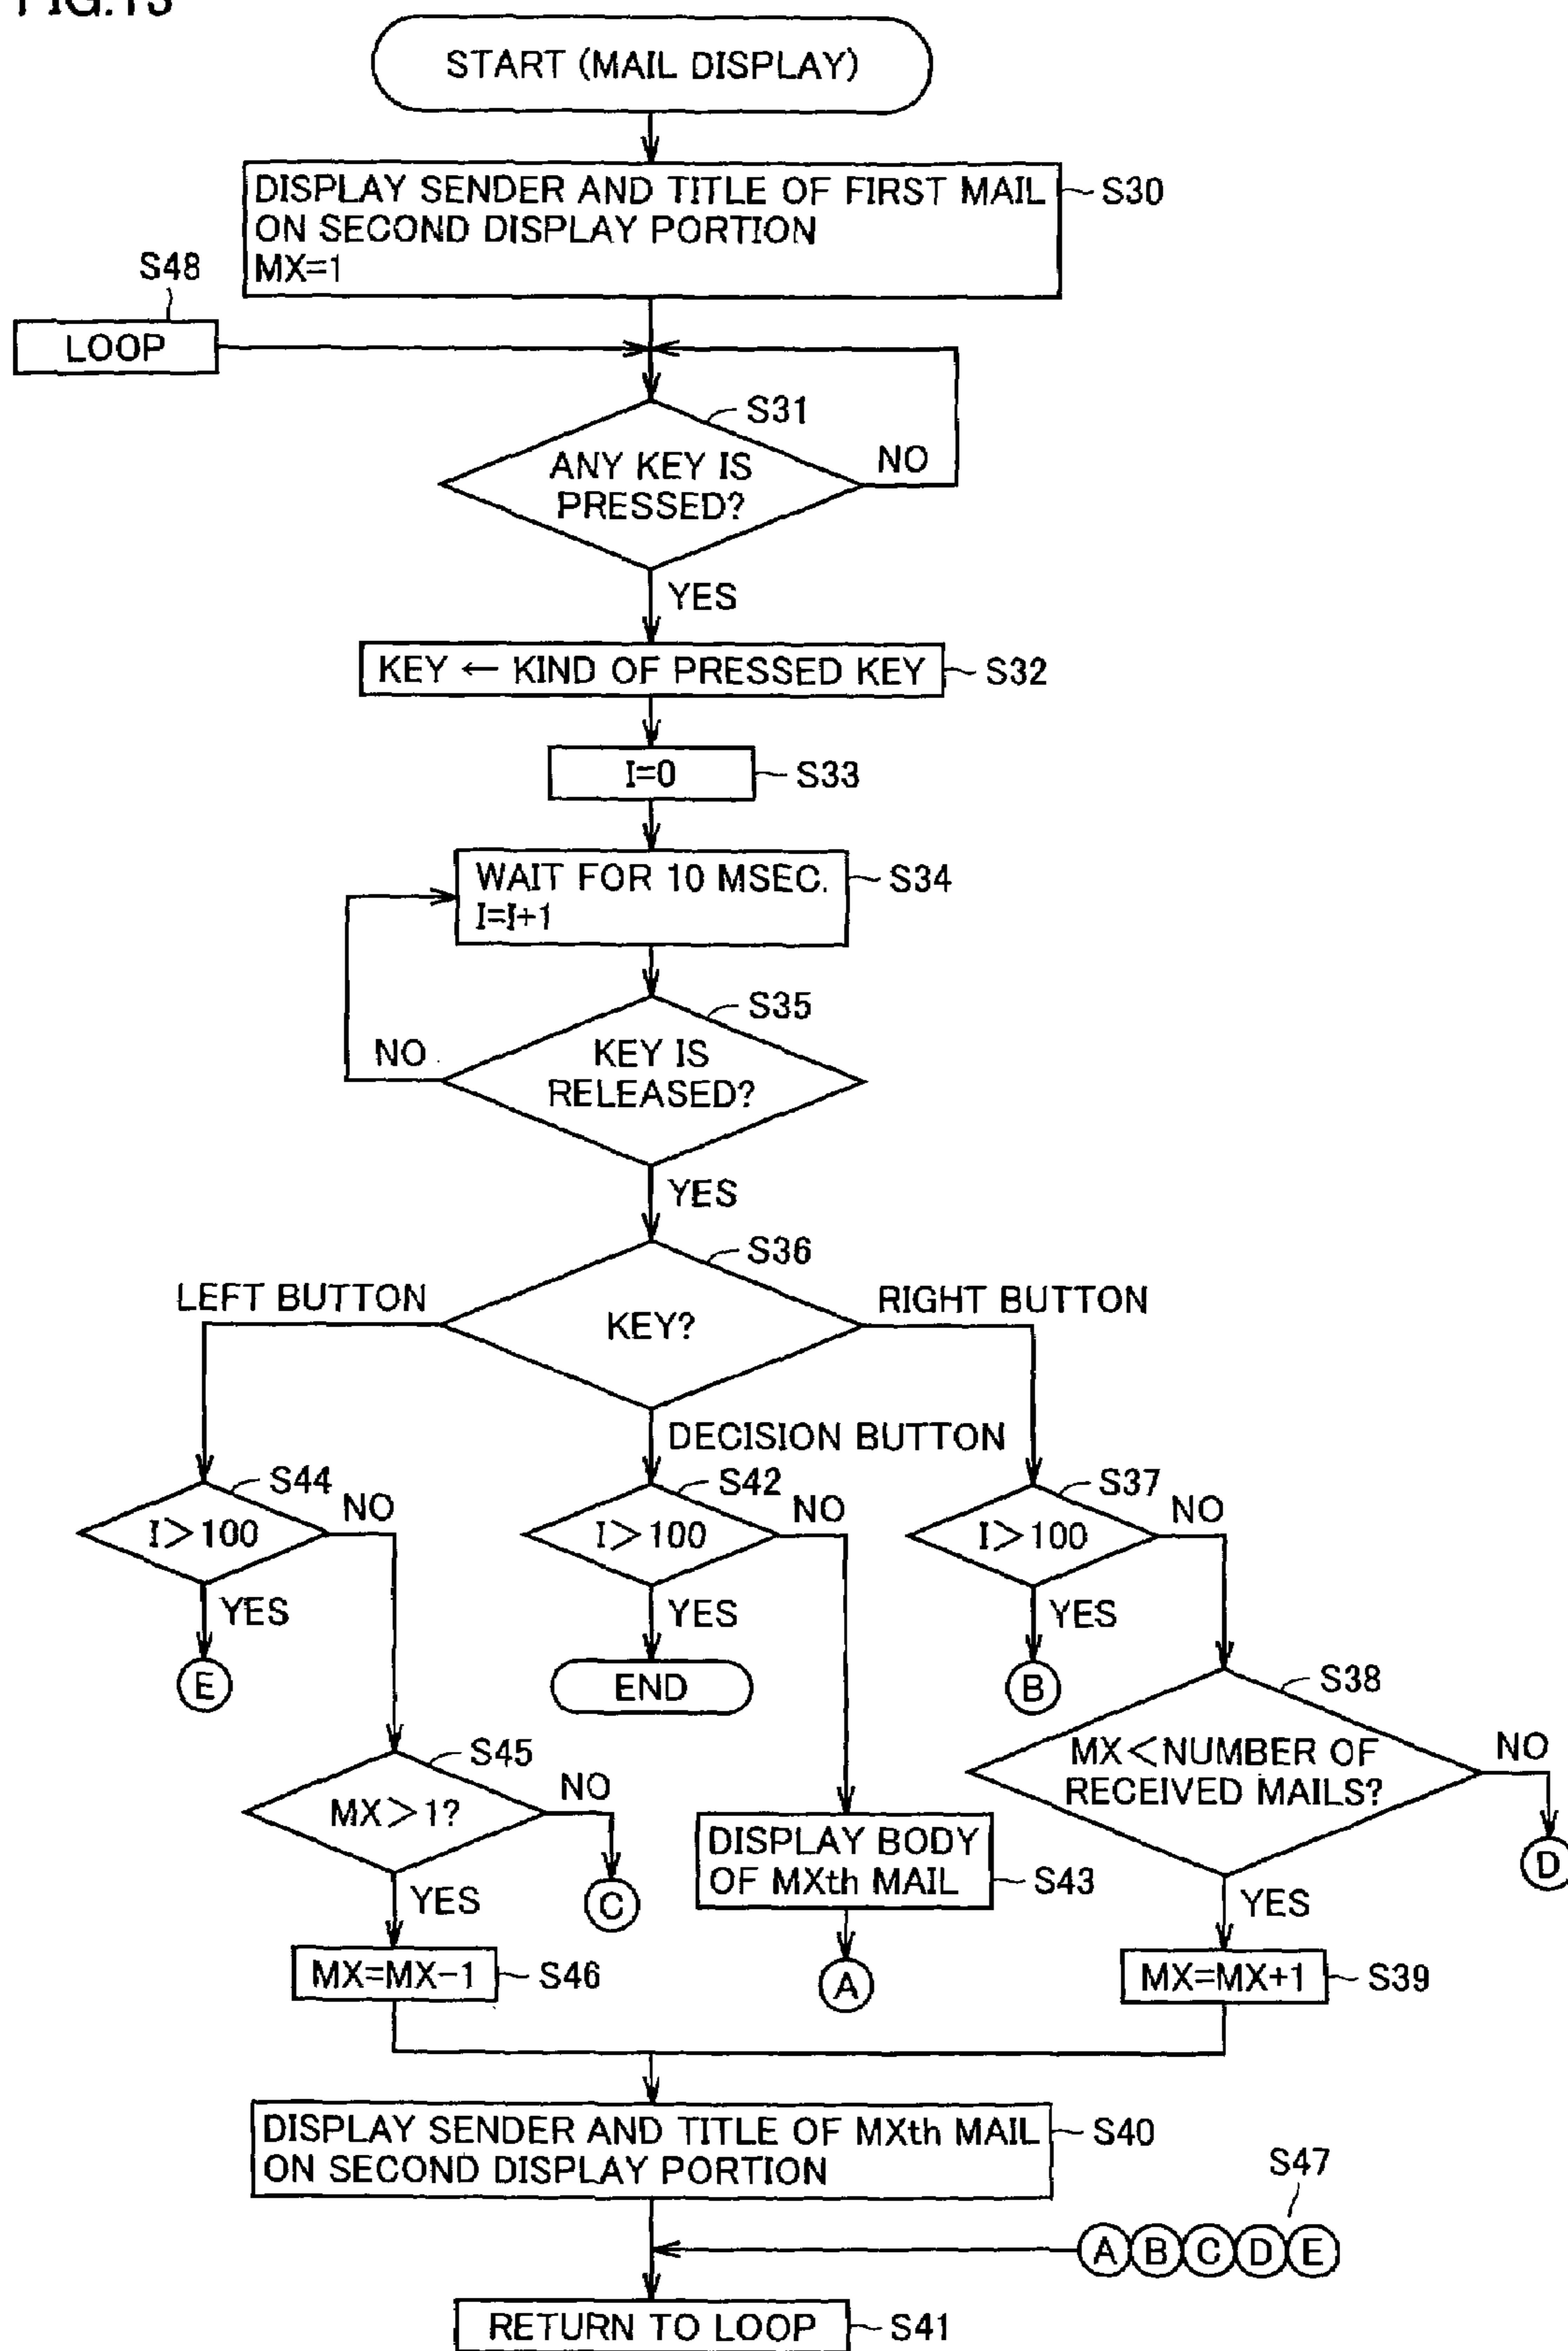 FIG.13
START (MAIL DISPLAY)
DISPLAY SENDER AND TITLE OF FIRST MAIL
ON SECOND DISPLAY PORTION
MX=1
S30
S48
LOOP
S31
ANY KEY IS
PRESSED?
NO
YES
KEY ← KIND OF PRESSED KEY
S32
I=0
S33
WAIT FOR 10 MSEC.
I=I+1
S34
S35
KEY IS
RELEASED?
NO
YES
S36
KEY?
LEFT BUTTON
RIGHT BUTTON
DECISION BUTTON
S44
I>100
NO
YES
E
S42
I>100
NO
YES
END
S37
I>100
NO
YES
B
S38
MX<NUMBER OF
RECEIVED MAILS?
NO
D
YES
S45
MX>1?
NO
C
YES
DISPLAY BODY
OF MXth MAIL
S43
A
MX=MX-1
S46
MX=MX+1
S39
DISPLAY SENDER AND TITLE OF MXth MAIL
ON SECOND DISPLAY PORTION
S40
S47
A B C D E
RETURN TO LOOP
S41